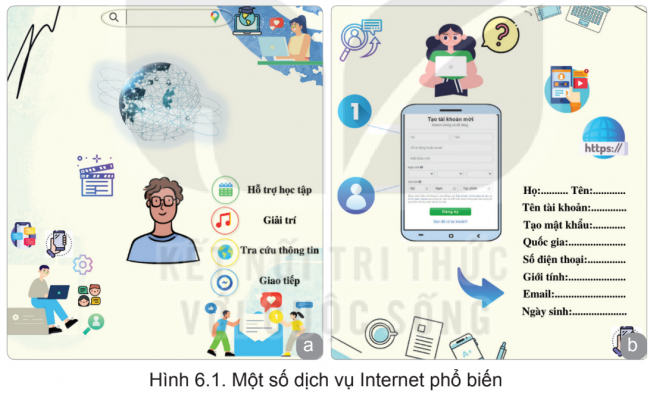 Hỗ trợ học tập
Giải trí
Tra cứu thông tin
Giao tiếp
KẾT NỐI TRI THỨC
VỚI CUỘC SỐNG
a
?
1
Tạo tài khoản mới
Đăng ký
https://
Họ:.......... Tên:............
Tên tài khoản:.............
Tạo mật khẩu:.............
Quốc gia:.....................
Số điện thoại:..............
Giới tính:.....................
Email:..........................
Ngày sinh:....................
A+
b
Hình 6.1. Một số dịch vụ Internet phổ biến